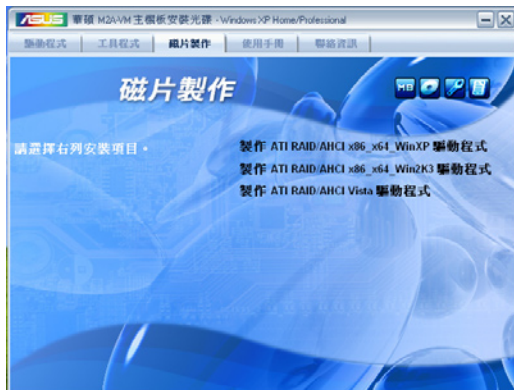 ASUS 華碩 M2A-VM 主機板安裝光碟 - Windows XP Home/Professional
驅動程式 工具程式 磁片製作 使用手冊 聯絡資訊
磁片製作
請選擇右列安裝項目。
製作 ATI RAID/AHCI x86_x64_WinXP 驅動程式
製作 ATI RAID/AHCI x86_x64_Win2K3 驅動程式
製作 ATI RAID/AHCI Vista 驅動程式